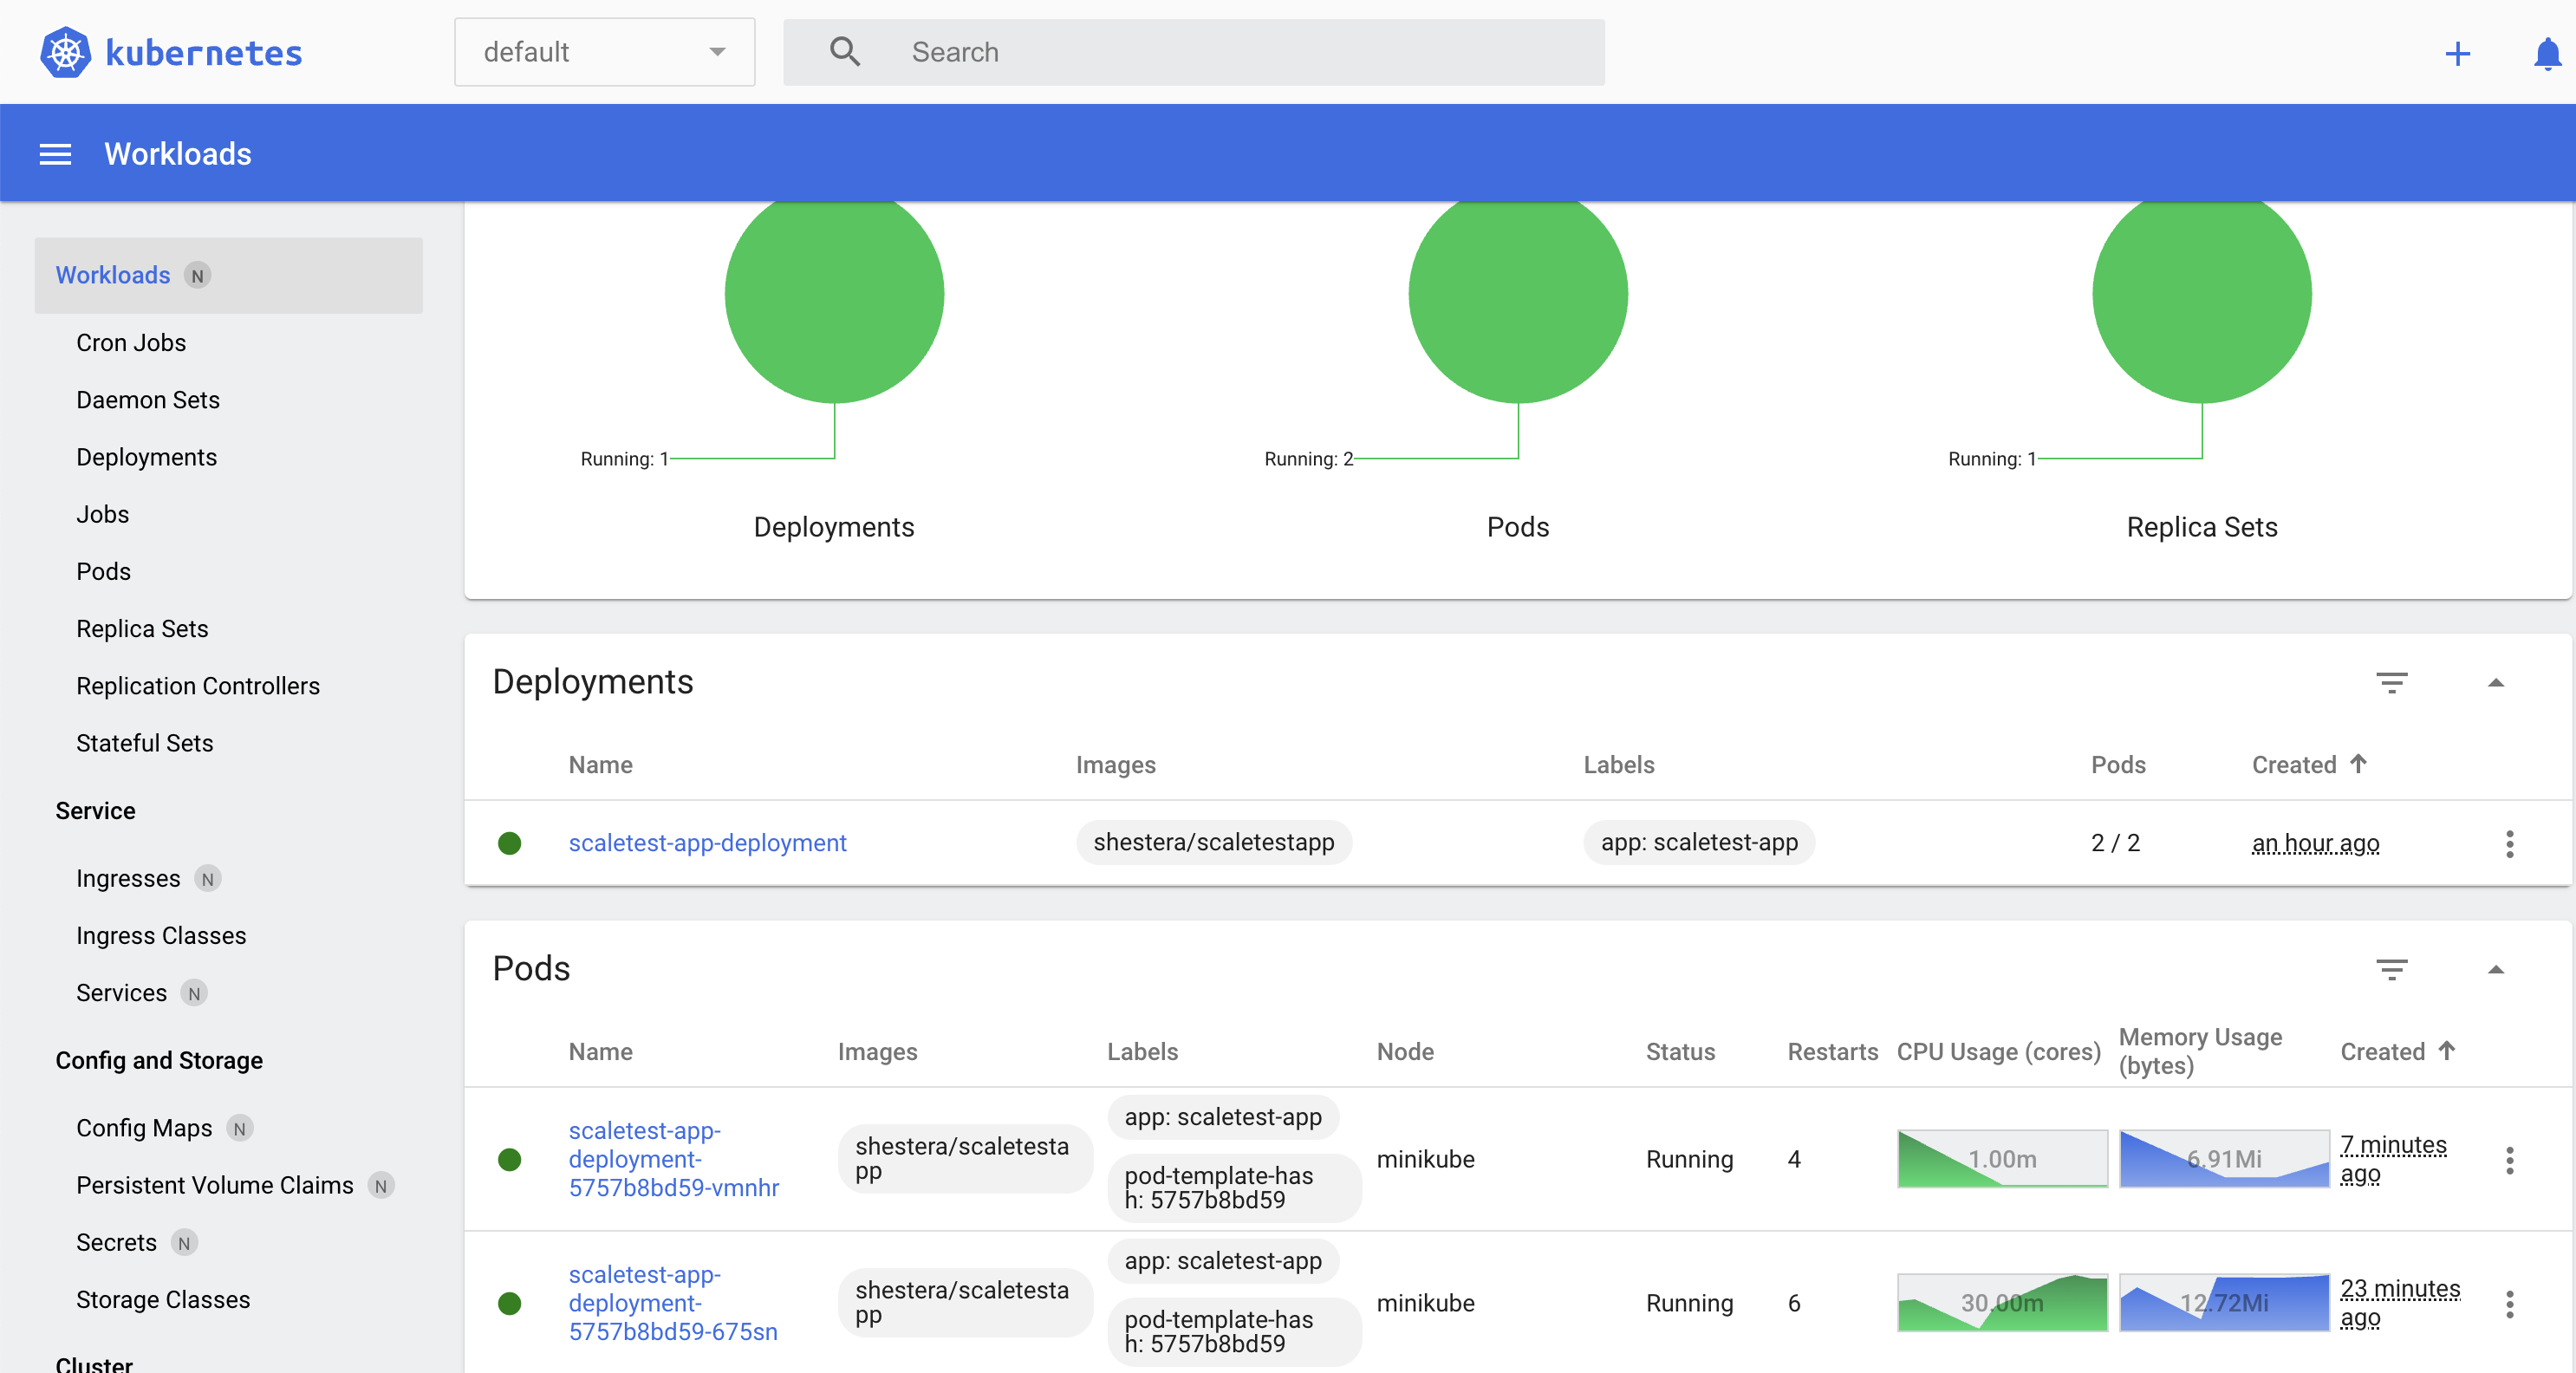 kubernetes
default
Search
Workloads
Workloads N
Cron Jobs
Daemon Sets
Deployments
Jobs
Pods
Replica Sets
Replication Controllers
Stateful Sets
Service
Ingresses N
Ingress Classes
Services N
Config and Storage
Config Maps N
Persistent Volume Claims N
Secrets N
Storage Classes
Cluster
Running: 1
Deployments
Running: 2
Pods
Running: 1
Replica Sets
Deployments
Name Images Labels Pods Created
scaletest-app-deployment shestera/scaletestapp app: scaletest-app 2 / 2 an hour ago
Pods
Name Images Labels Node Status Restarts CPU Usage (cores) Memory Usage
(bytes) Created
scaletest-app-
deployment-
5757b8bd59-vmnhr
shestera/scaletesta
pp
app: scaletest-app
pod-template-has
h: 5757b8bd59
minikube Running 4 1.00m 6.91Mi 7 minutes
ago
scaletest-app-
deployment-
5757b8bd59-675sn
shestera/scaletesta
pp
app: scaletest-app
pod-template-has
h: 5757b8bd59
minikube Running 6 30.00m 12.72Mi 23 minutes
ago